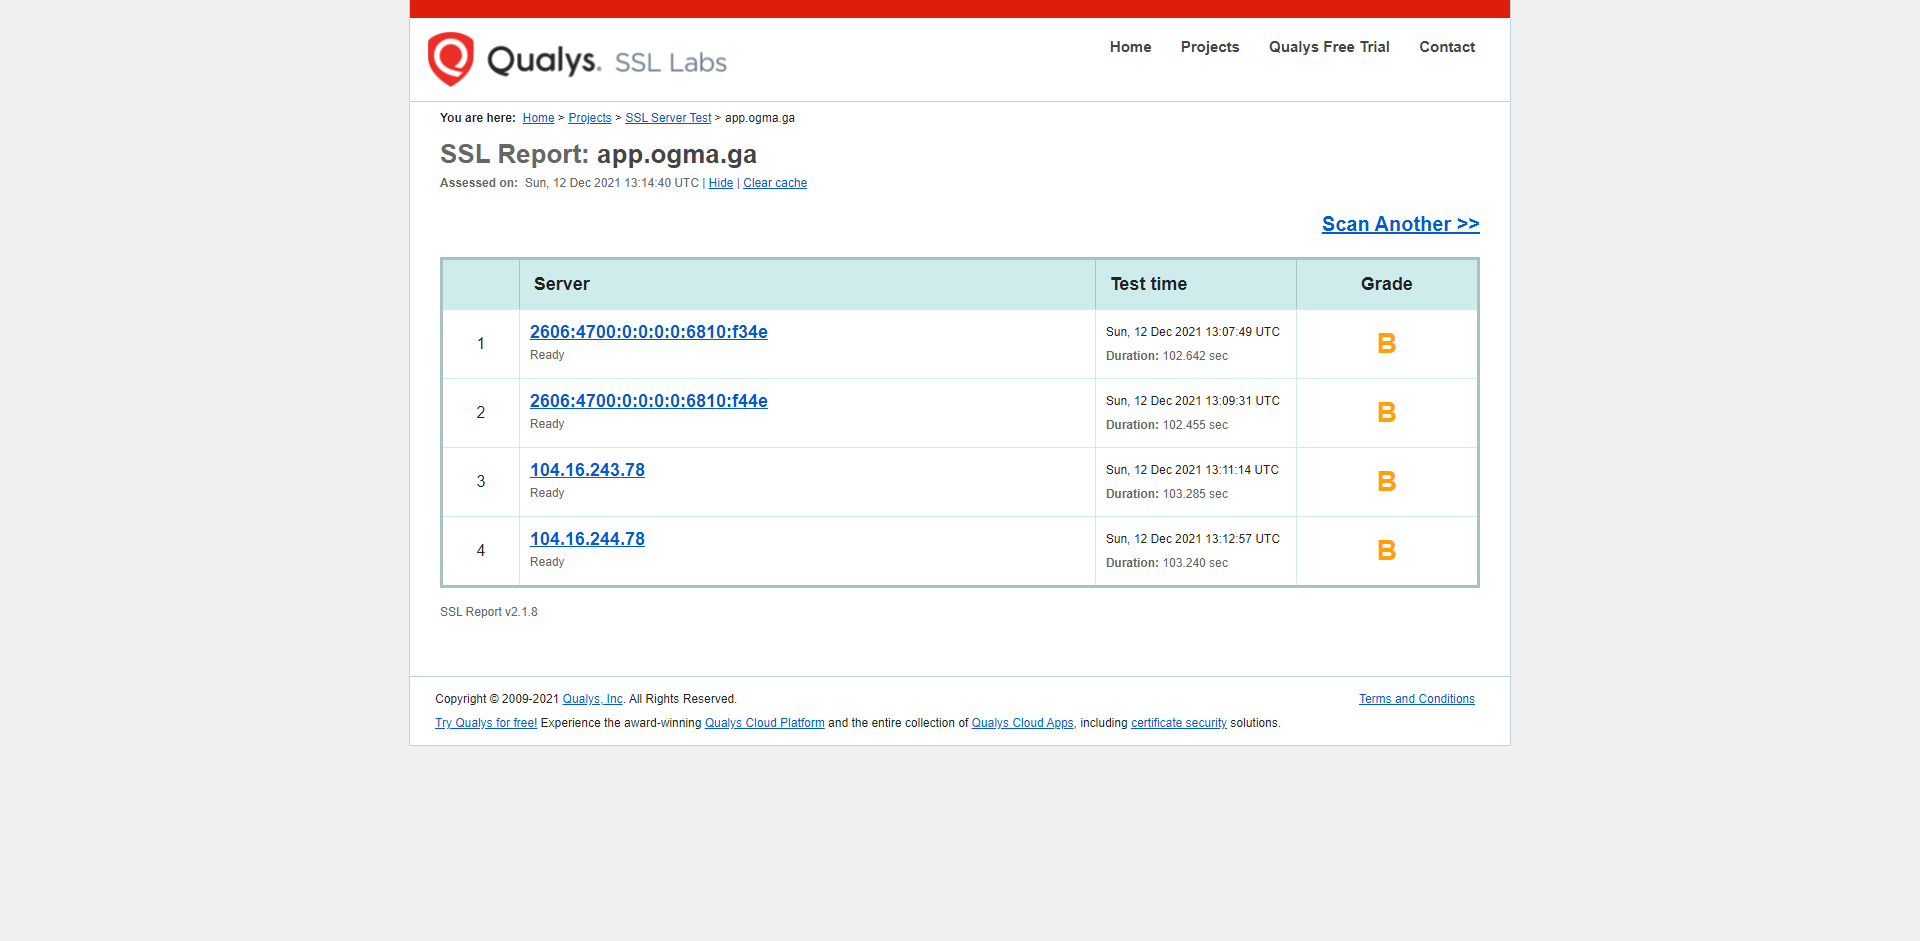 Qualys. SSL Labs
Home Projects Qualys Free Trial Contact
You are here: Home > Projects > SSL Server Test > app.ogma.ga
SSL Report: app.ogma.ga
Assessed on: Sun, 12 Dec 2021 13:14:40 UTC | Hide | Clear cache
Scan Another >>
Server Test time Grade
1 2606:4700:0:0:0:0:6810:f34e Sun, 12 Dec 2021 13:07:49 UTC B
Ready Duration: 102.642 sec
2 2606:4700:0:0:0:0:6810:f44e Sun, 12 Dec 2021 13:09:31 UTC B
Ready Duration: 102.455 sec
3 104.16.243.78 Sun, 12 Dec 2021 13:11:14 UTC B
Ready Duration: 103.285 sec
4 104.16.244.78 Sun, 12 Dec 2021 13:12:57 UTC B
Ready Duration: 103.240 sec
SSL Report v2.1.8
Copyright © 2009-2021 Qualys, Inc. All Rights Reserved. Terms and Conditions
Try Qualys for free! Experience the award-winning Qualys Cloud Platform and the entire collection of Qualys Cloud Apps, including certificate security solutions.